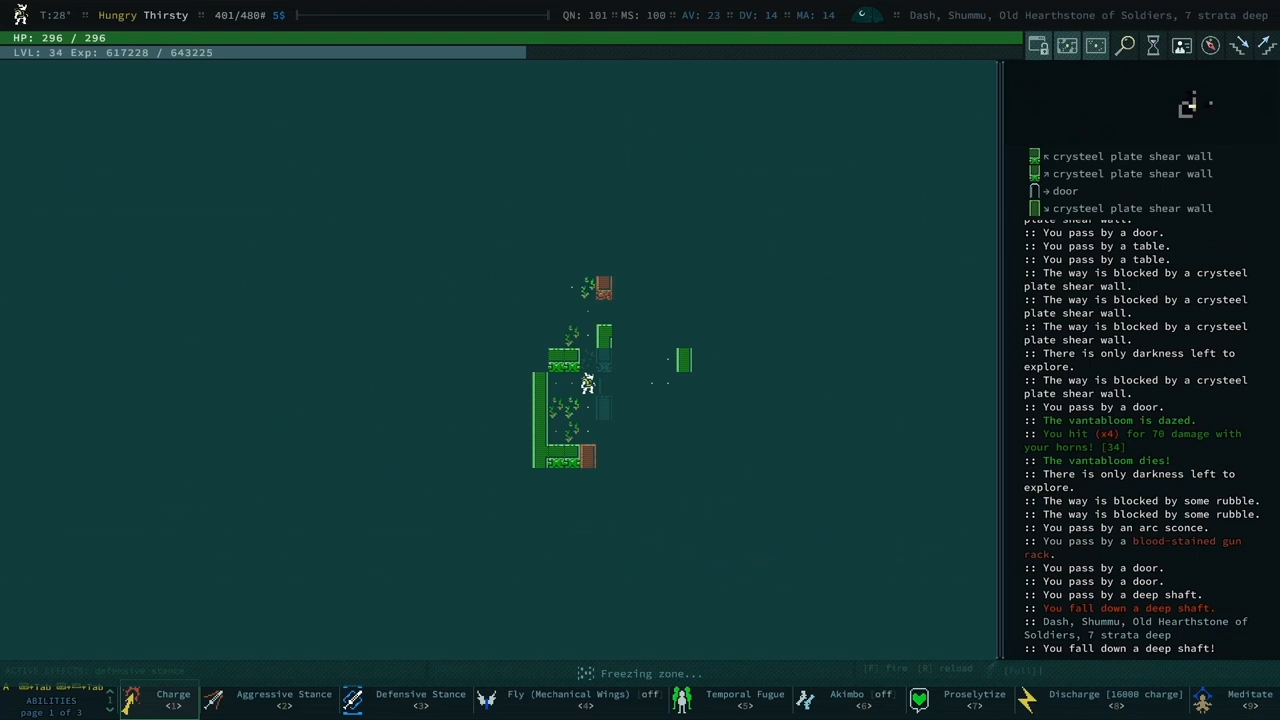 T:28° Hungry Thirsty :: 401/480# 5$ QN: 101 :: MS: 100 :: AV: 23 :: DV: 14 :: MA: 14 :: Dash, Shummu, Old Hearthstone of Soldiers, 7 strata deep
HP: 296 / 296
LVL: 34 Exp: 617228 / 643225
crysteel plate shear wall
crysteel plate shear wall
door
crysteel plate shear wall
plate shear wall.
:: You pass by a door.
:: You pass by a table.
:: You pass by a table.
:: The way is blocked by a crysteel
plate shear wall.
:: The way is blocked by a crysteel
plate shear wall.
:: The way is blocked by a crysteel
plate shear wall.
:: There is only darkness left to
explore.
:: The way is blocked by a crysteel
plate shear wall.
:: You pass by a door.
:: The vantabloom is dazed.
:: You hit (x4) for 70 damage with
your horns! [34]
:: The vantabloom dies!
:: There is only darkness left to
explore.
:: The way is blocked by some rubble.
:: The way is blocked by some rubble.
:: You pass by an arc sconce.
:: You pass by a blood-stained gun
rack.
:: You pass by a door.
:: You pass by a door.
:: You pass by a deep shaft.
:: You fall down a deep shaft.
:: Dash, Shummu, Old Hearthstone of
Soldiers, 7 strata deep
:: You fall down a deep shaft!
ACTIVE EFFECTS: defensive stance
Freezing zone...
[F] fire [R] reload
[full]
ABILITIES
page 1 of 3
Charge <1>
Aggressive Stance <2>
Defensive Stance <3>
Fly (Mechanical Wings) [off] <4>
Temporal Fugue <5>
Akimbo [off] <6>
Proselytize <7>
Discharge [16000 charge] <8>
Meditate <9>